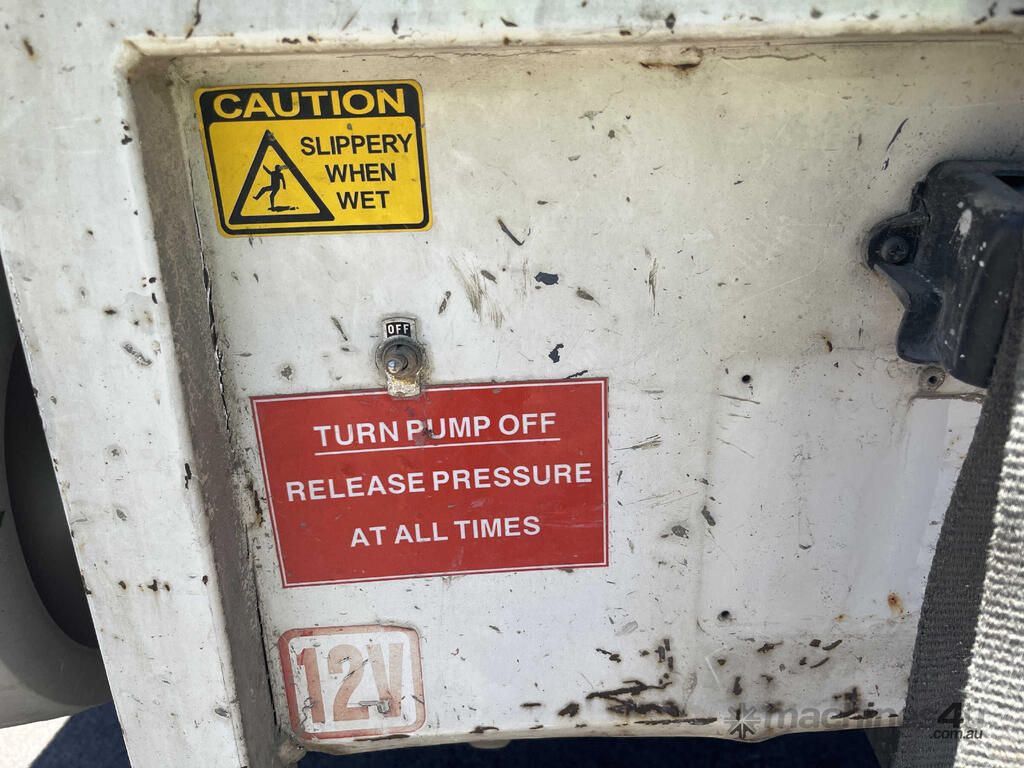 CAUTION
SLIPPERY
WHEN
WET
OFF
TURN PUMP OFF
RELEASE PRESSURE
AT ALL TIMES
12V
machines4u
.com.au